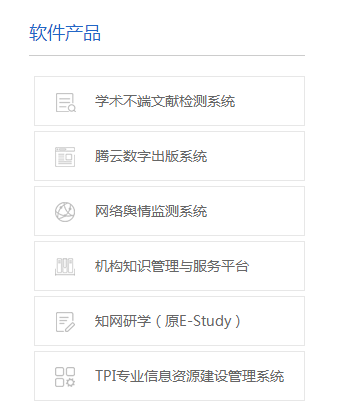 软件产品
学术不端文献检测系统
腾云数字出版系统
网络舆情监测系统
机构知识管理与服务平台
知网研学（原E-Study）
TPI专业信息资源建设管理系统